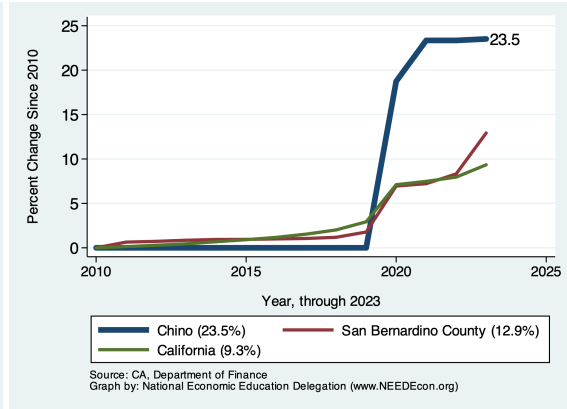 Percent Change Since 2010
25
20
15
10
5
0
23.5
2010 2015 2020 2025
Year, through 2023
Chino (23.5%) San Bernardino County (12.9%)
California (9.3%)
Source: CA, Department of Finance
Graph by: National Economic Education Delegation (www.NEEDEcon.org)